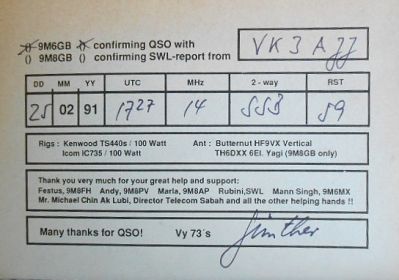 () 9M6GB () confirming QSO with VK3AJJ
() 9M8GB () confirming SWL-report from
DD MM YY UTC MHz 2 - way RST
25 02 91 1727 14 SSB 59
Rigs : Kenwood TS440s / 100 Watt Ant : Butternut HF9VX Vertical
Icom IC735 / 100 Watt TH6DXX 6El. Yagi (9M8GB only)
Thank you very much for your great help and support:
Festus, 9M8FH Andy, 9M8PV Marla, 9M8AP Rubini,SWL Mann Singh, 9M6MX
Mr. Michael Chin Ak Lubi, Director Telecom Sabah and all the other helping hands !!
Many thanks for QSO! Vy 73´s Günther